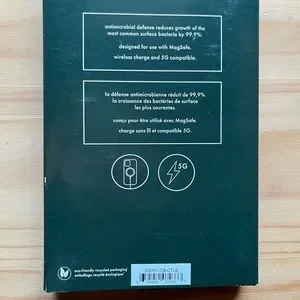 antimicrobial defense reduces growth of the
most common surface bacteria by 99.9%.
designed for use with MagSafe.
wireless charge and 5G compatible.
la défense antimicrobienne réduit de 99,9%
la croissance des bactéries de surface
les plus courantes.
conçu pour être utilisé avec MagSafe.
charge sans fil et compatible 5G.
5G
eco-friendly recycled packaging
emballage recyclé écologique